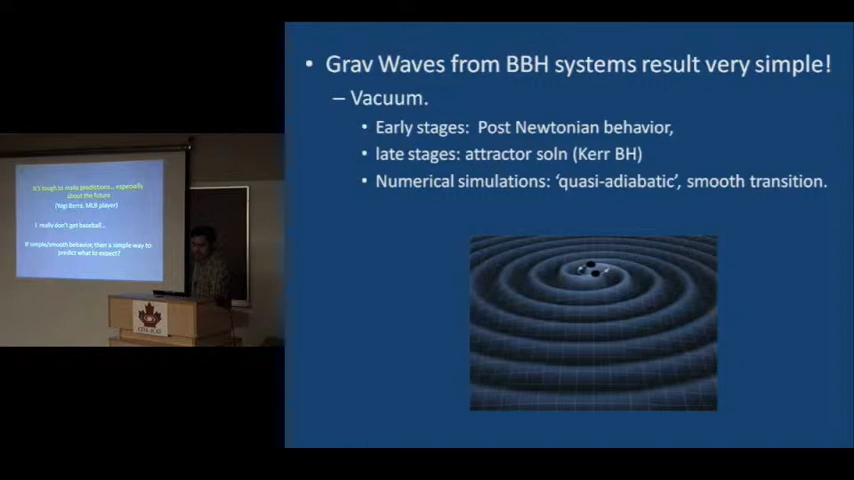 • Grav Waves from BBH systems result very simple!
– Vacuum.
• Early stages: Post Newtonian behavior,
• late stages: attractor soln (Kerr BH)
• Numerical simulations: ‘quasi-adiabatic’, smooth transition.
It's tough to make predictions... especially
about the future
(Yogi Berra. MLB player)
I really don't get baseball...
If simple/smooth behavior, then a simple way to
predict what to expect?